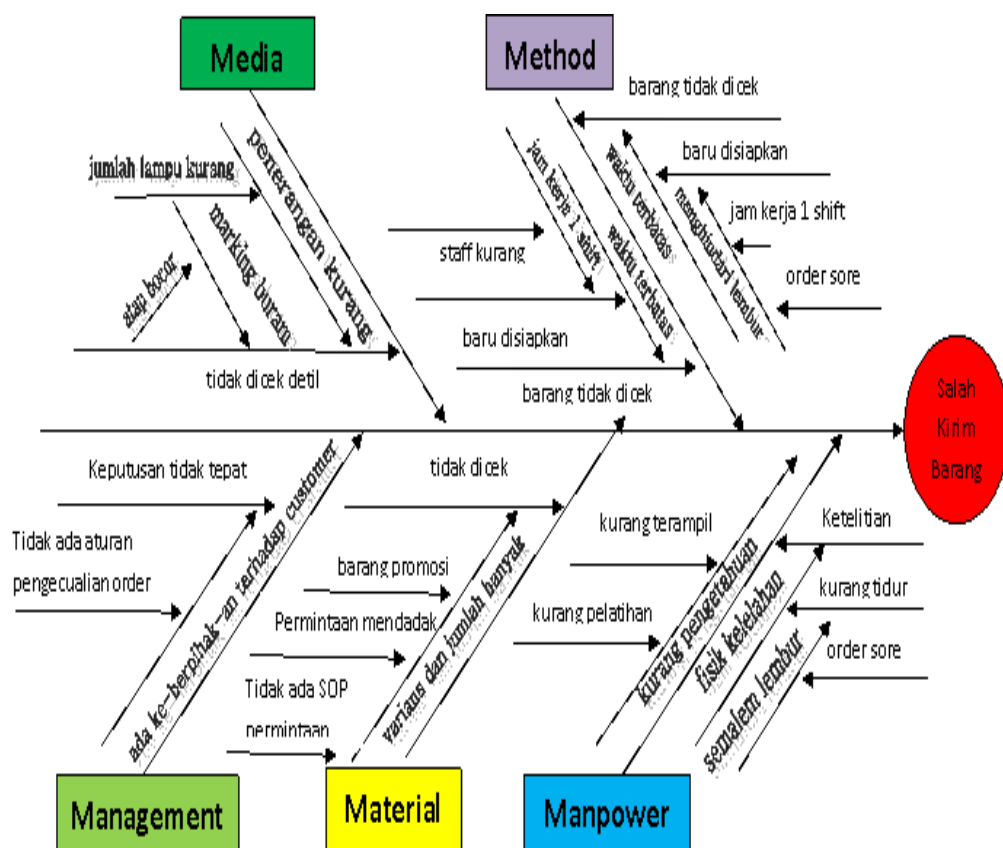 Media
Method
barang tidak dicek
jumlah lampu kurang
penerangan kurang
marking buram
atap bocor
tidak dicek detil
jam kerja 1 shift
waktu terbatas
staff kurang
baru disiapkan
barang tidak dicek
waktu terbatas
baru disiapkan
menghindari lembur
jam kerja 1 shift
order sore
Salah
Kirim
Barang
Keputusan tidak tepat
Tidak ada aturan
pengecualian order
ada ke-berpihak-an terhadap customer
tidak dicek
barang promosi
Permintaan mendadak
Tidak ada SOP
permintaan
varians dan jumlah banyak
kurang terampil
kurang pelatihan
kurang pengetahuan
Ketelitian
fisik kelelahan
kurang tidur
semalem lembur
order sore
Management
Material
Manpower